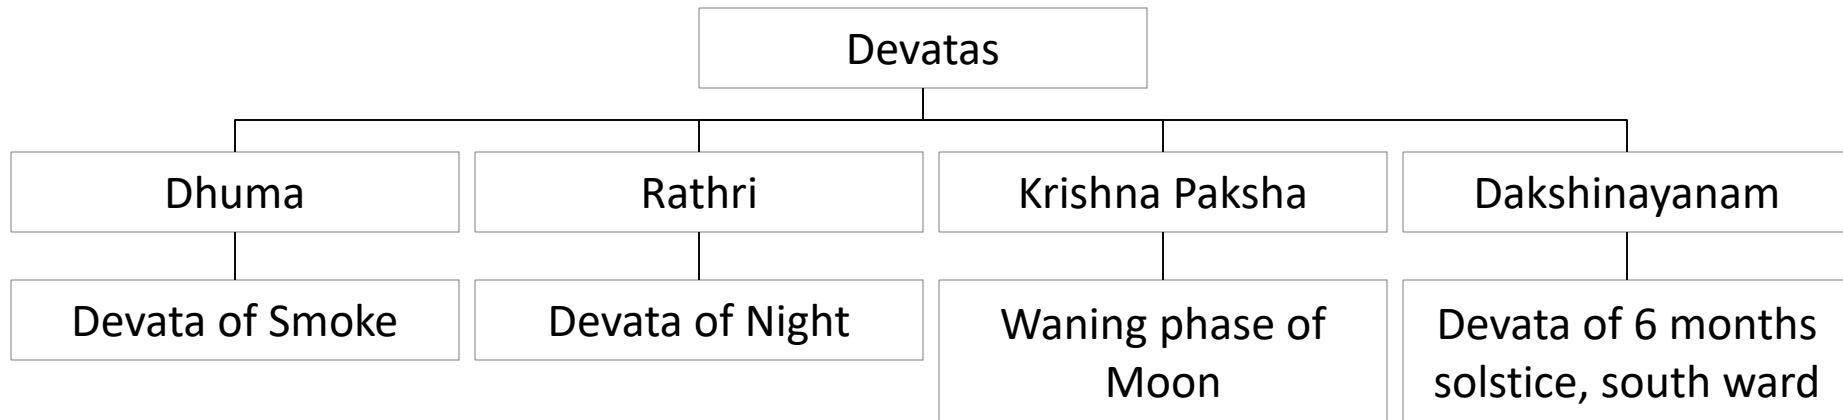 Devatas
Dhuma
Rathri
Krishna Paksha
Dakshinayanam
Devata of Smoke
Devata of Night
Waning phase of
Moon
Devata of 6 months
solstice, south ward